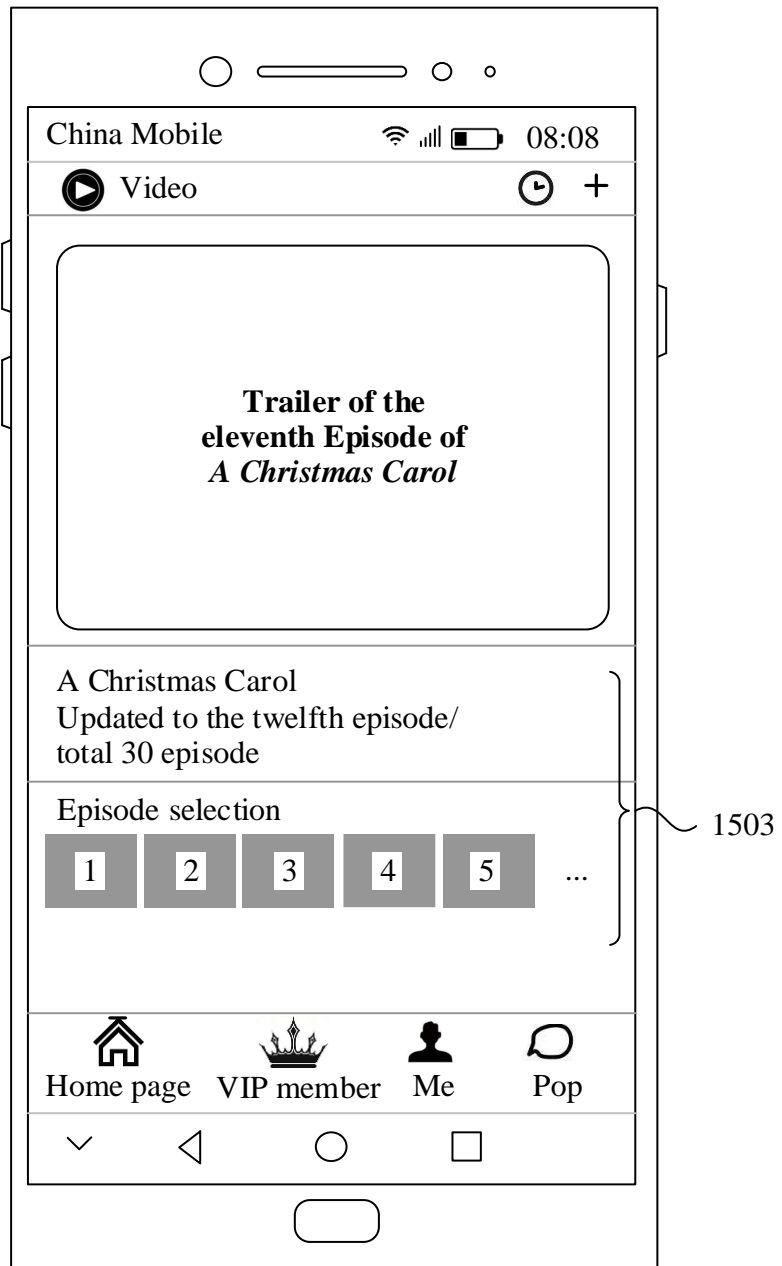 China Mobile 08:08
Video
Trailer of the
eleventh Episode of
A Christmas Carol
A Christmas Carol
Updated to the twelfth episode/
total 30 episode
Episode selection
1 2 3 4 5 ...
1503
Home page VIP member Me Pop